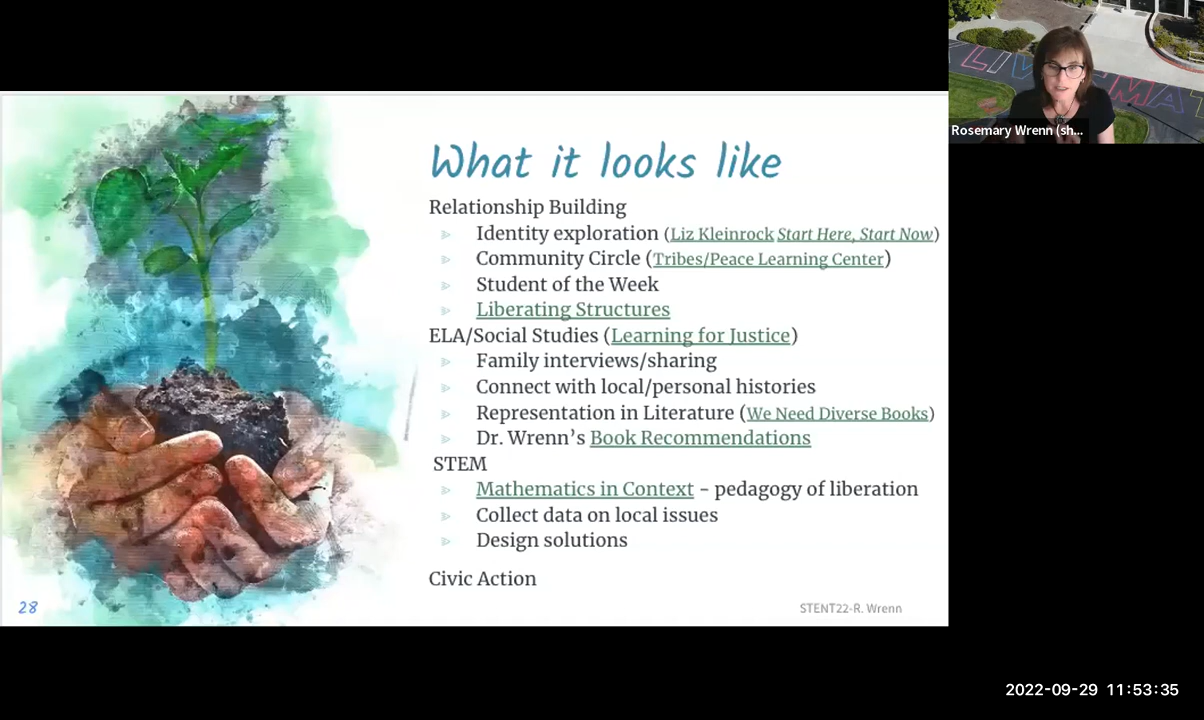 What it looks like
Relationship Building
Identity exploration (Liz Kleinrock Start Here, Start Now)
Community Circle (Tribes/Peace Learning Center)
Student of the Week
Liberating Structures
ELA/Social Studies (Learning for Justice)
Family interviews/sharing
Connect with local/personal histories
Representation in Literature (We Need Diverse Books)
Dr. Wrenn's Book Recommendations
STEM
Mathematics in Context - pedagogy of liberation
Collect data on local issues
Design solutions
Civic Action
28
STENT22-R. Wrenn
Rosemary Wrenn (sh...
2022-09-29 11:53:35